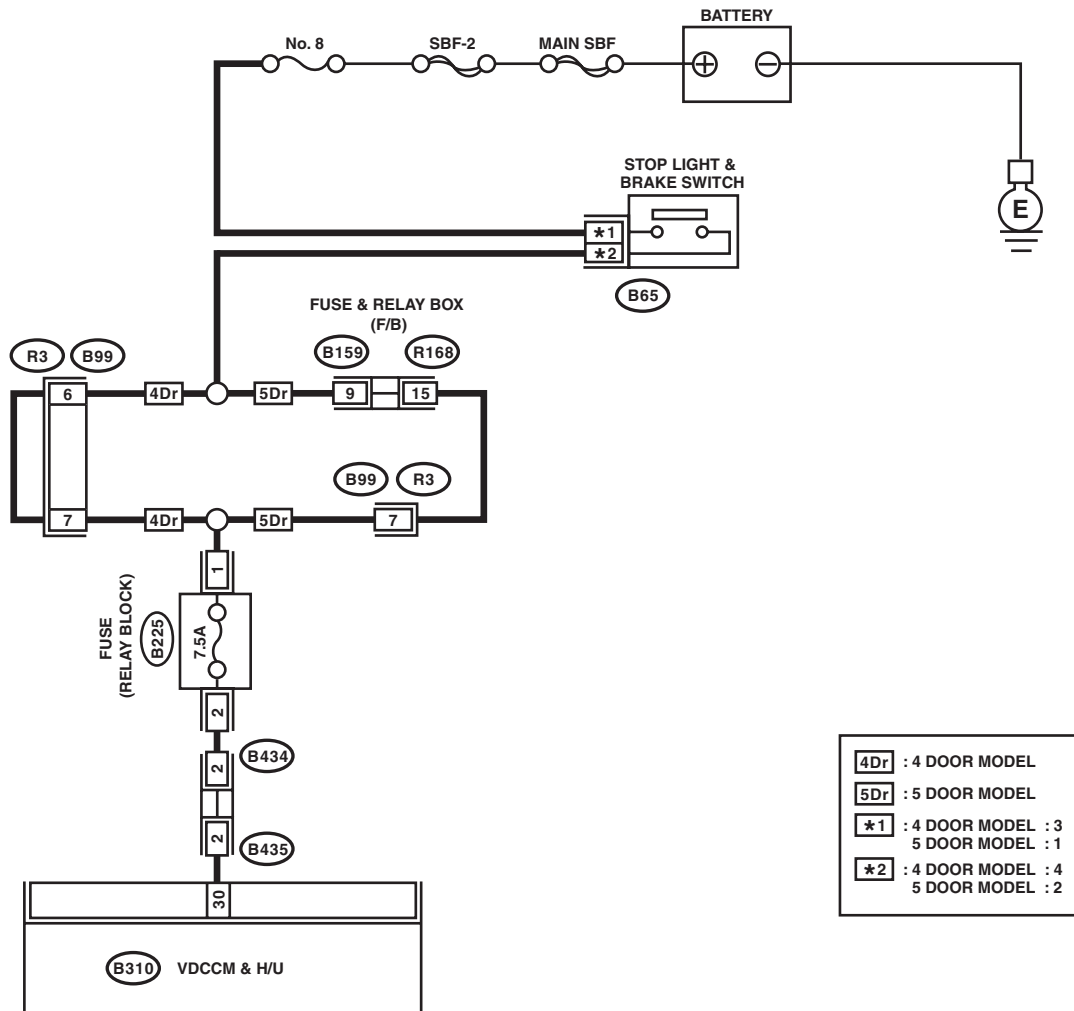 BATTERY
No. 8
SBF-2
MAIN SBF
STOP LIGHT &
BRAKE SWITCH
E
*1
*2
B65
FUSE & RELAY BOX
(F/B)
R3
B99
B159
R168
6
4Dr
5Dr
9
15
B99
R3
7
4Dr
5Dr
7
1
FUSE
(RELAY BLOCK)
B225
7.5A
2
2
B434
2
B435
30
B310
VDCCM & H/U
4Dr : 4 DOOR MODEL
5Dr : 5 DOOR MODEL
*1 : 4 DOOR MODEL : 3
5 DOOR MODEL : 1
*2 : 4 DOOR MODEL : 4
5 DOOR MODEL : 2